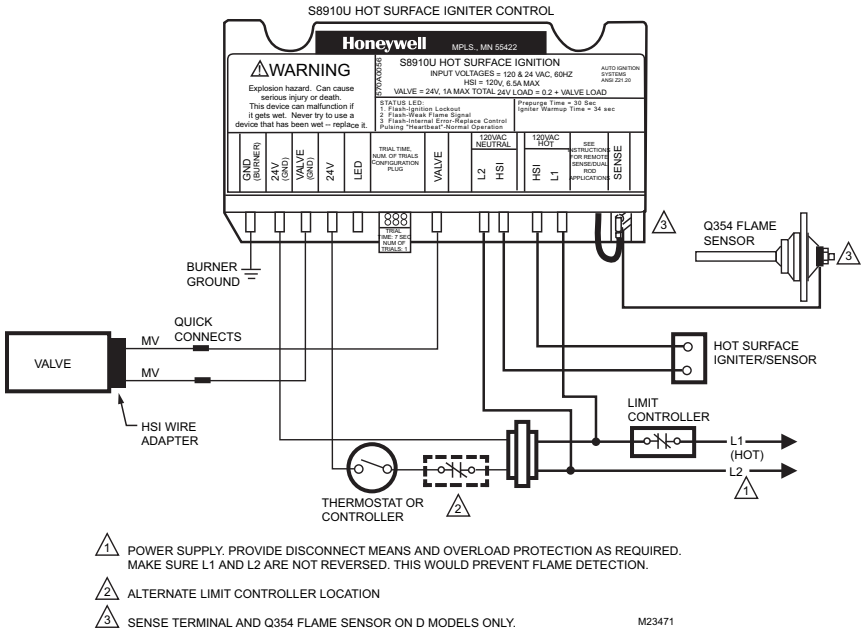 S8910U HOT SURFACE IGNITER CONTROL
Honeywell MPLS., MN 55422
WARNING
Explosion hazard. Can cause
serious injury or death.
This device can malfunction if
it gets wet. Never try to use a
device that has been wet -- replace it.
570A0056
S8910U HOT SURFACE IGNITION
INPUT VOLTAGES = 120 & 24 VAC, 60HZ
HSI = 120V, 6.5A MAX
VALVE = 24V, 1A MAX TOTAL 24V LOAD = 0.2 + VALVE LOAD
AUTO IGNITION
SYSTEMS
ANSI Z21.20
STATUS LED:
1. Flash-Ignition Lockout
2 Flash-Weak Flame Signal
3 Flash-Internal Error-Replace Control
Pulsing "Heartbeat"-Normal Operation
Prepurge Time = 30 Sec
Igniter Warmup Time = 34 sec
GND
(BURNER)
24V
(GND)
VALVE
(GND)
24V
LED
TRIAL TIME,
NUM. OF TRIALS
CONFIGURATION
PLUG
VALVE
120VAC
NEUTRAL
L2
HSI
120VAC
HOT
HSI
L1
SEE
INSTRUCTIONS
FOR REMOTE
SENSE/DUAL
ROD
APPLICATIONS
SENSE
TRIAL
TIME: 7 SEC
NUM OF
TRIALS: 1
3
Q354 FLAME
SENSOR
3
BURNER
GROUND
QUICK
CONNECTS
MV
VALVE
MV
HSI WIRE
ADAPTER
HOT SURFACE
IGNITER/SENSOR
LIMIT
CONTROLLER
L1
(HOT)
L2
1
THERMOSTAT OR
CONTROLLER
2
1 POWER SUPPLY. PROVIDE DISCONNECT MEANS AND OVERLOAD PROTECTION AS REQUIRED.
MAKE SURE L1 AND L2 ARE NOT REVERSED. THIS WOULD PREVENT FLAME DETECTION.
2 ALTERNATE LIMIT CONTROLLER LOCATION
3 SENSE TERMINAL AND Q354 FLAME SENSOR ON D MODELS ONLY.
M23471